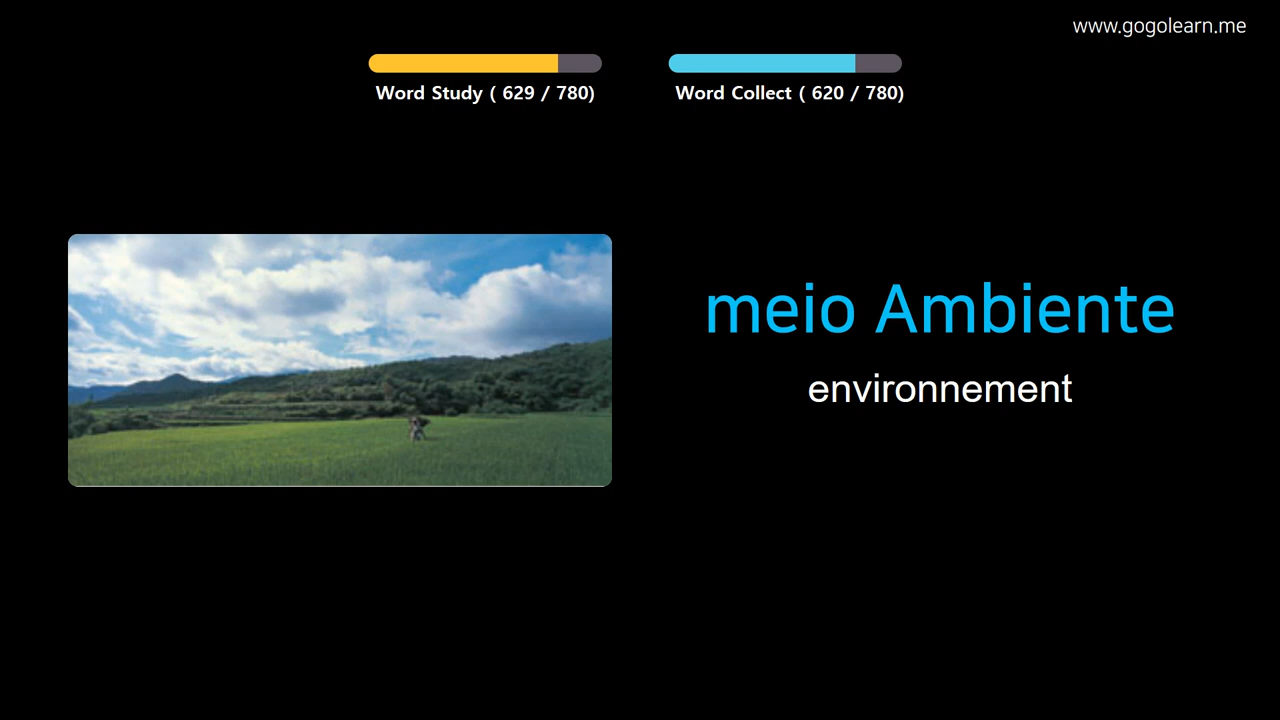 www.gogolearn.me
Word Study ( 629 / 780)
Word Collect ( 620 / 780)
meio Ambiente
environnement